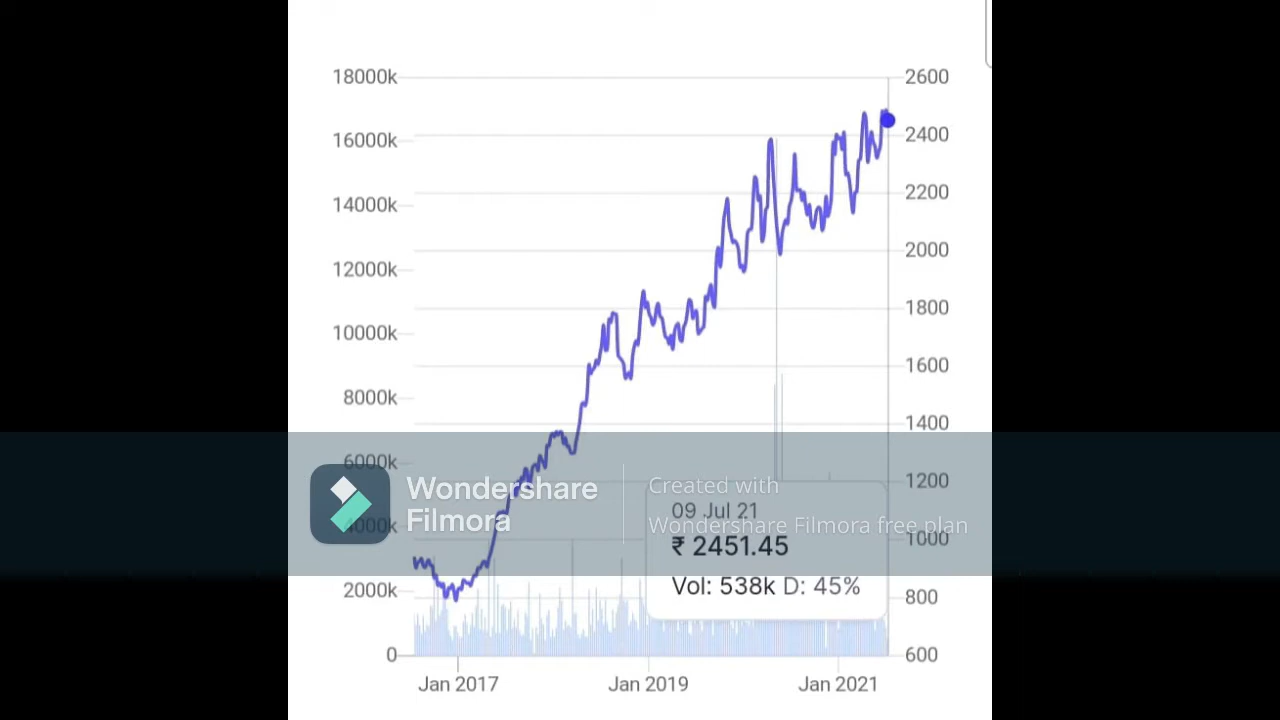 18000k 2600
16000k 2400
14000k 2200
2000
12000k
1800
10000k
1600
8000k
1400
6000k
1200
Wondershare
Filmora
Created with
Wondershare Filmora free plan
4000k 1000
09 Jul 21
₹ 2451.45
Vol: 538k D: 45%
2000k 800
0 600
Jan 2017 Jan 2019 Jan 2021